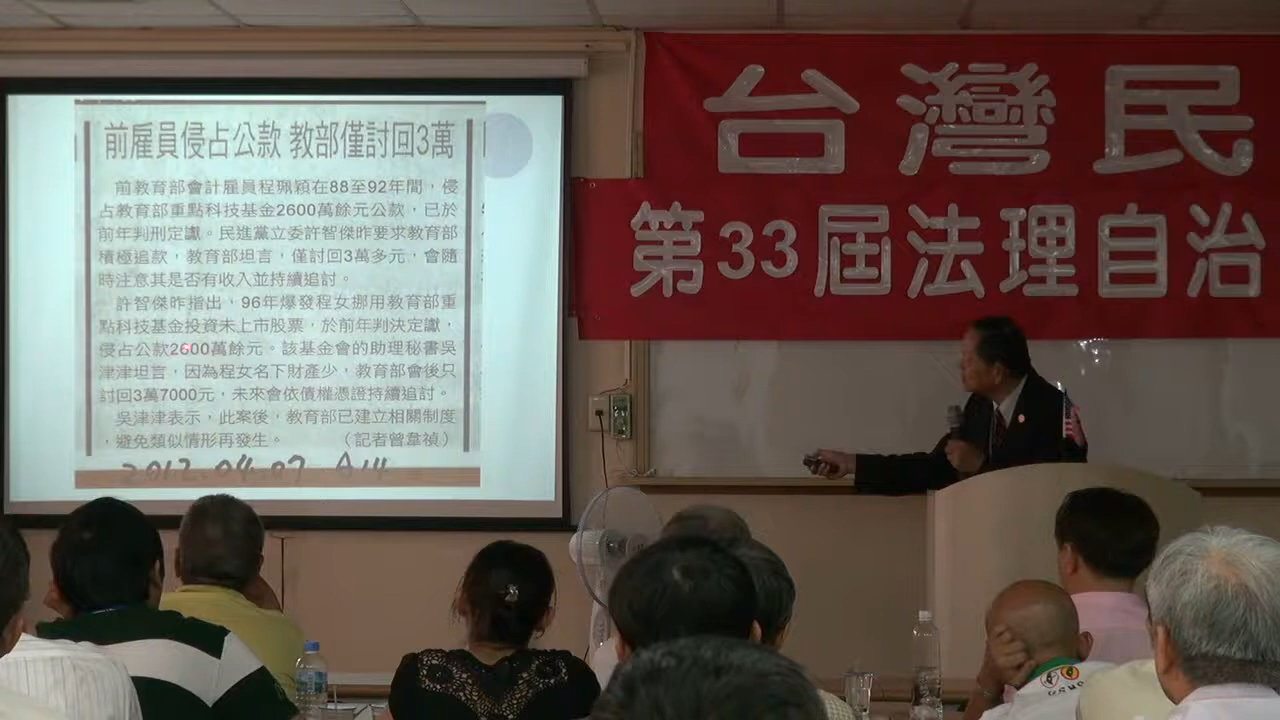 前雇員侵占公款 教部僅討回3萬
前教育部會計雇員程珮穎在88至92年間，侵
占教育部重點科技基金2600萬餘元公款，已於
前年判刑定讞。民進黨立委許智傑昨要求教育部
積極追款，教育部坦言，僅討回3萬多元，會隨
時注意其是否有收入並持續追討。
許智傑昨指出，96年爆發程女挪用教育部重
點科技基金投資未上市股票，於前年判決定讞，
侵占公款2600萬餘元。該基金會的助理秘書吳
津津坦言，因為程女名下財產少，教育部會後只
討回3萬7000元，未來會依債權憑證持續追討。
吳津津表示，此案後，教育部已建立相關制度
，避免類似情形再發生。 （記者曾韋禎）
2012.04.07 A14
台灣民
第33屆法理自治